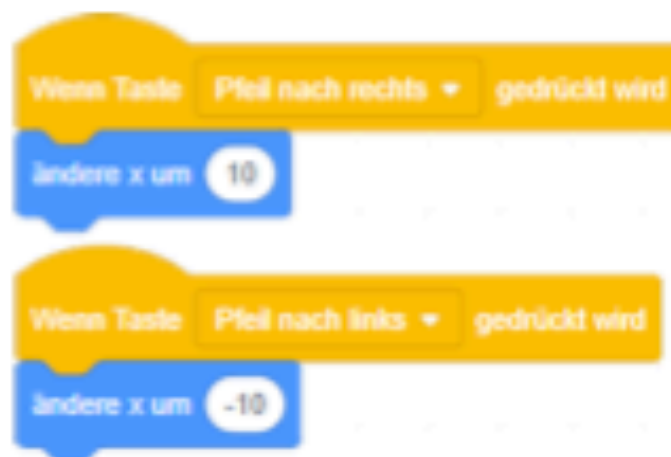 Wenn Taste Pfeil nach rechts gedrückt wird
ändere x um 10
Wenn Taste Pfeil nach links gedrückt wird
ändere x um -10